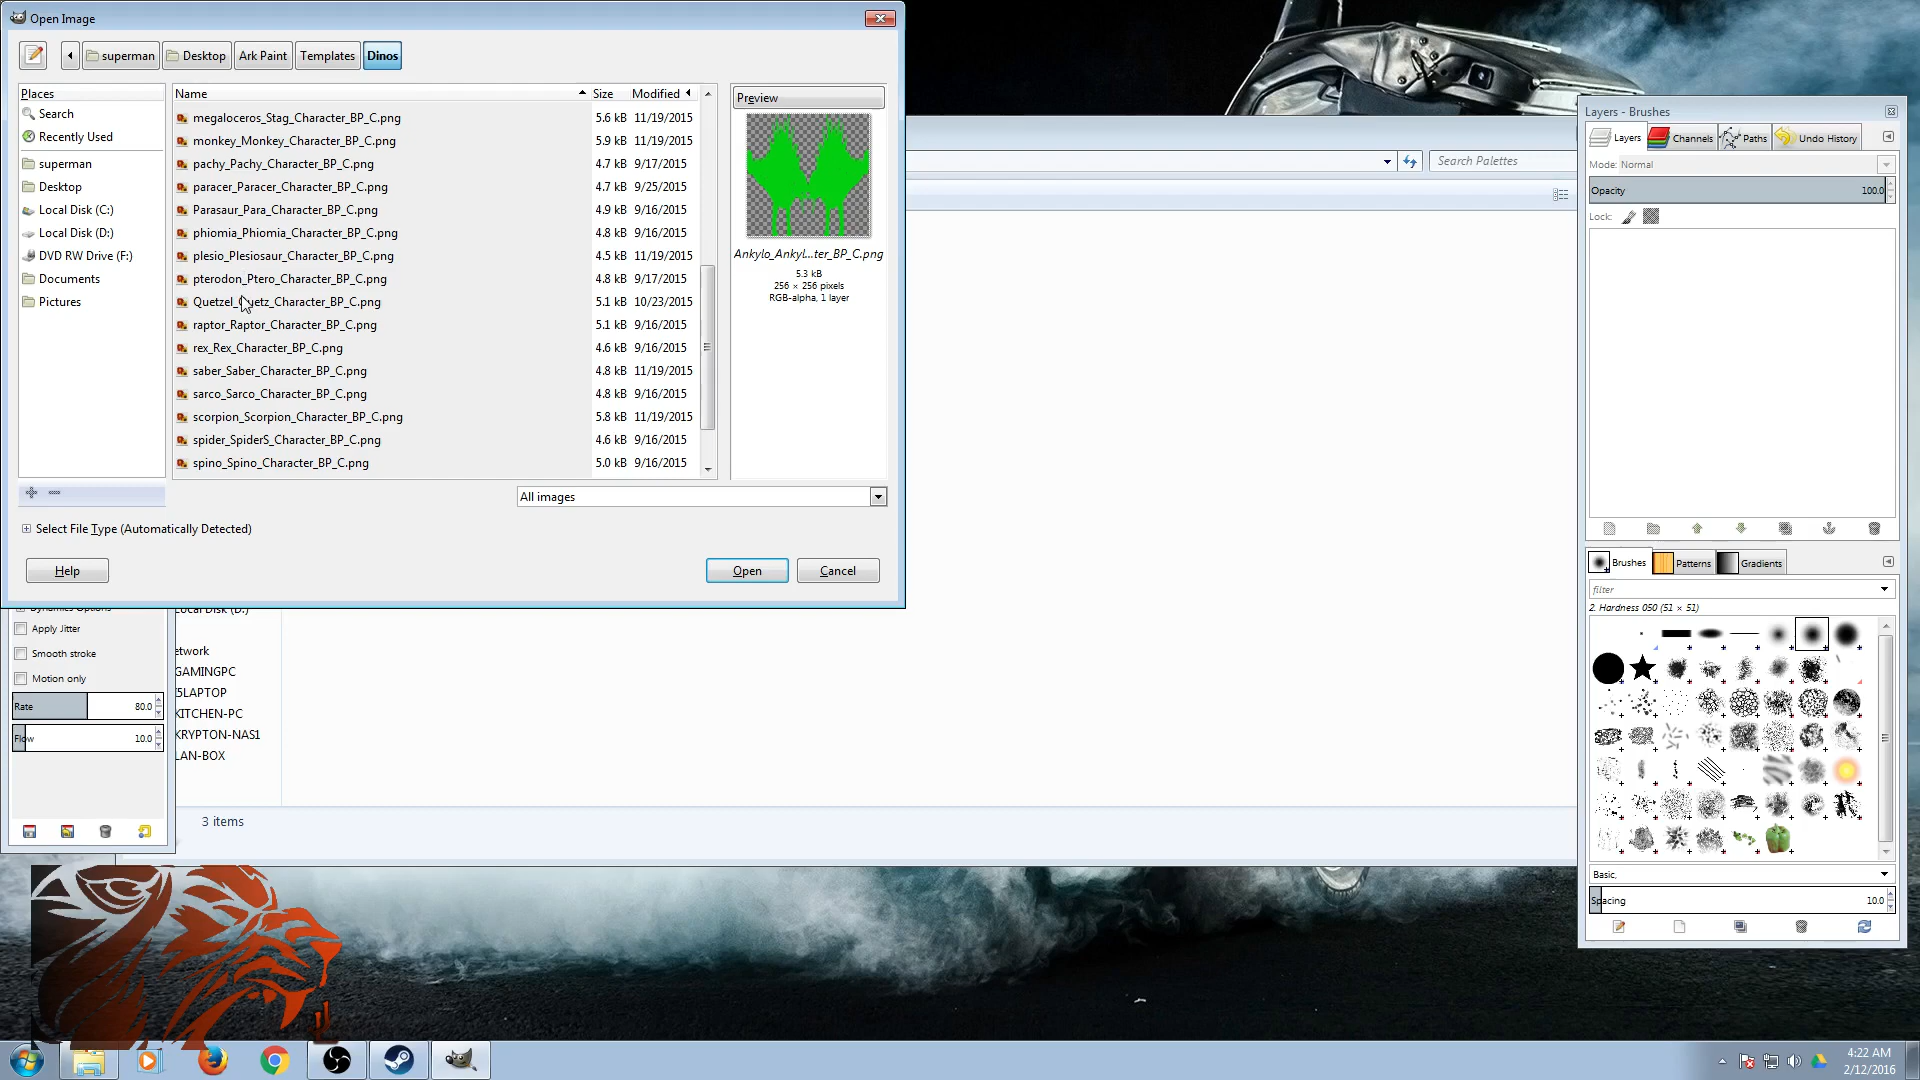 Open Image
superman
Desktop
Ark Paint
Templates
Dinos
Places
Search
Recently Used
superman
Desktop
Local Disk (C:)
Local Disk (D:)
DVD RW Drive (F:)
Documents
Pictures
Name Size Modified
megaloceros_Stag_Character_BP_C.png 5.6 kB 11/19/2015
monkey_Monkey_Character_BP_C.png 5.9 kB 11/19/2015
pachy_Pachy_Character_BP_C.png 4.7 kB 9/17/2015
paracer_Paracer_Character_BP_C.png 4.7 kB 9/25/2015
Parasaur_Para_Character_BP_C.png 4.9 kB 9/16/2015
phiomia_Phiomia_Character_BP_C.png 4.8 kB 9/16/2015
plesio_Plesiosaur_Character_BP_C.png 4.5 kB 11/19/2015
pterodon_Ptero_Character_BP_C.png 4.8 kB 9/17/2015
Quetzel_Quetz_Character_BP_C.png 5.1 kB 10/23/2015
raptor_Raptor_Character_BP_C.png 5.1 kB 9/16/2015
rex_Rex_Character_BP_C.png 4.6 kB 9/16/2015
saber_Saber_Character_BP_C.png 4.8 kB 11/19/2015
sarco_Sarco_Character_BP_C.png 4.8 kB 9/16/2015
scorpion_Scorpion_Character_BP_C.png 5.8 kB 11/19/2015
spider_SpiderS_Character_BP_C.png 4.6 kB 9/16/2015
spino_Spino_Character_BP_C.png 5.0 kB 9/16/2015
Preview
Ankylo_Ankyl...ter_BP_C.png
5.3 kB
256 × 256 pixels
RGB-alpha, 1 layer
All images
Select File Type (Automatically Detected)
Help
Open
Cancel
Dynamics Options
Apply Jitter
Smooth stroke
Motion only
Rate 80.0
Flow 10.0
Local Disk (D:)
etwork
GAMINGPC
5LAPTOP
KITCHEN-PC
KRYPTON-NAS1
LAN-BOX
3 items
Search Palettes
Layers - Brushes
Layers
Channels
Paths
Undo History
Mode: Normal
Opacity 100.0
Lock:
Brushes
Patterns
Gradients
filter
2. Hardness 050 (51 × 51)
Basic,
Spacing 10.0
4:22 AM
2/12/2016